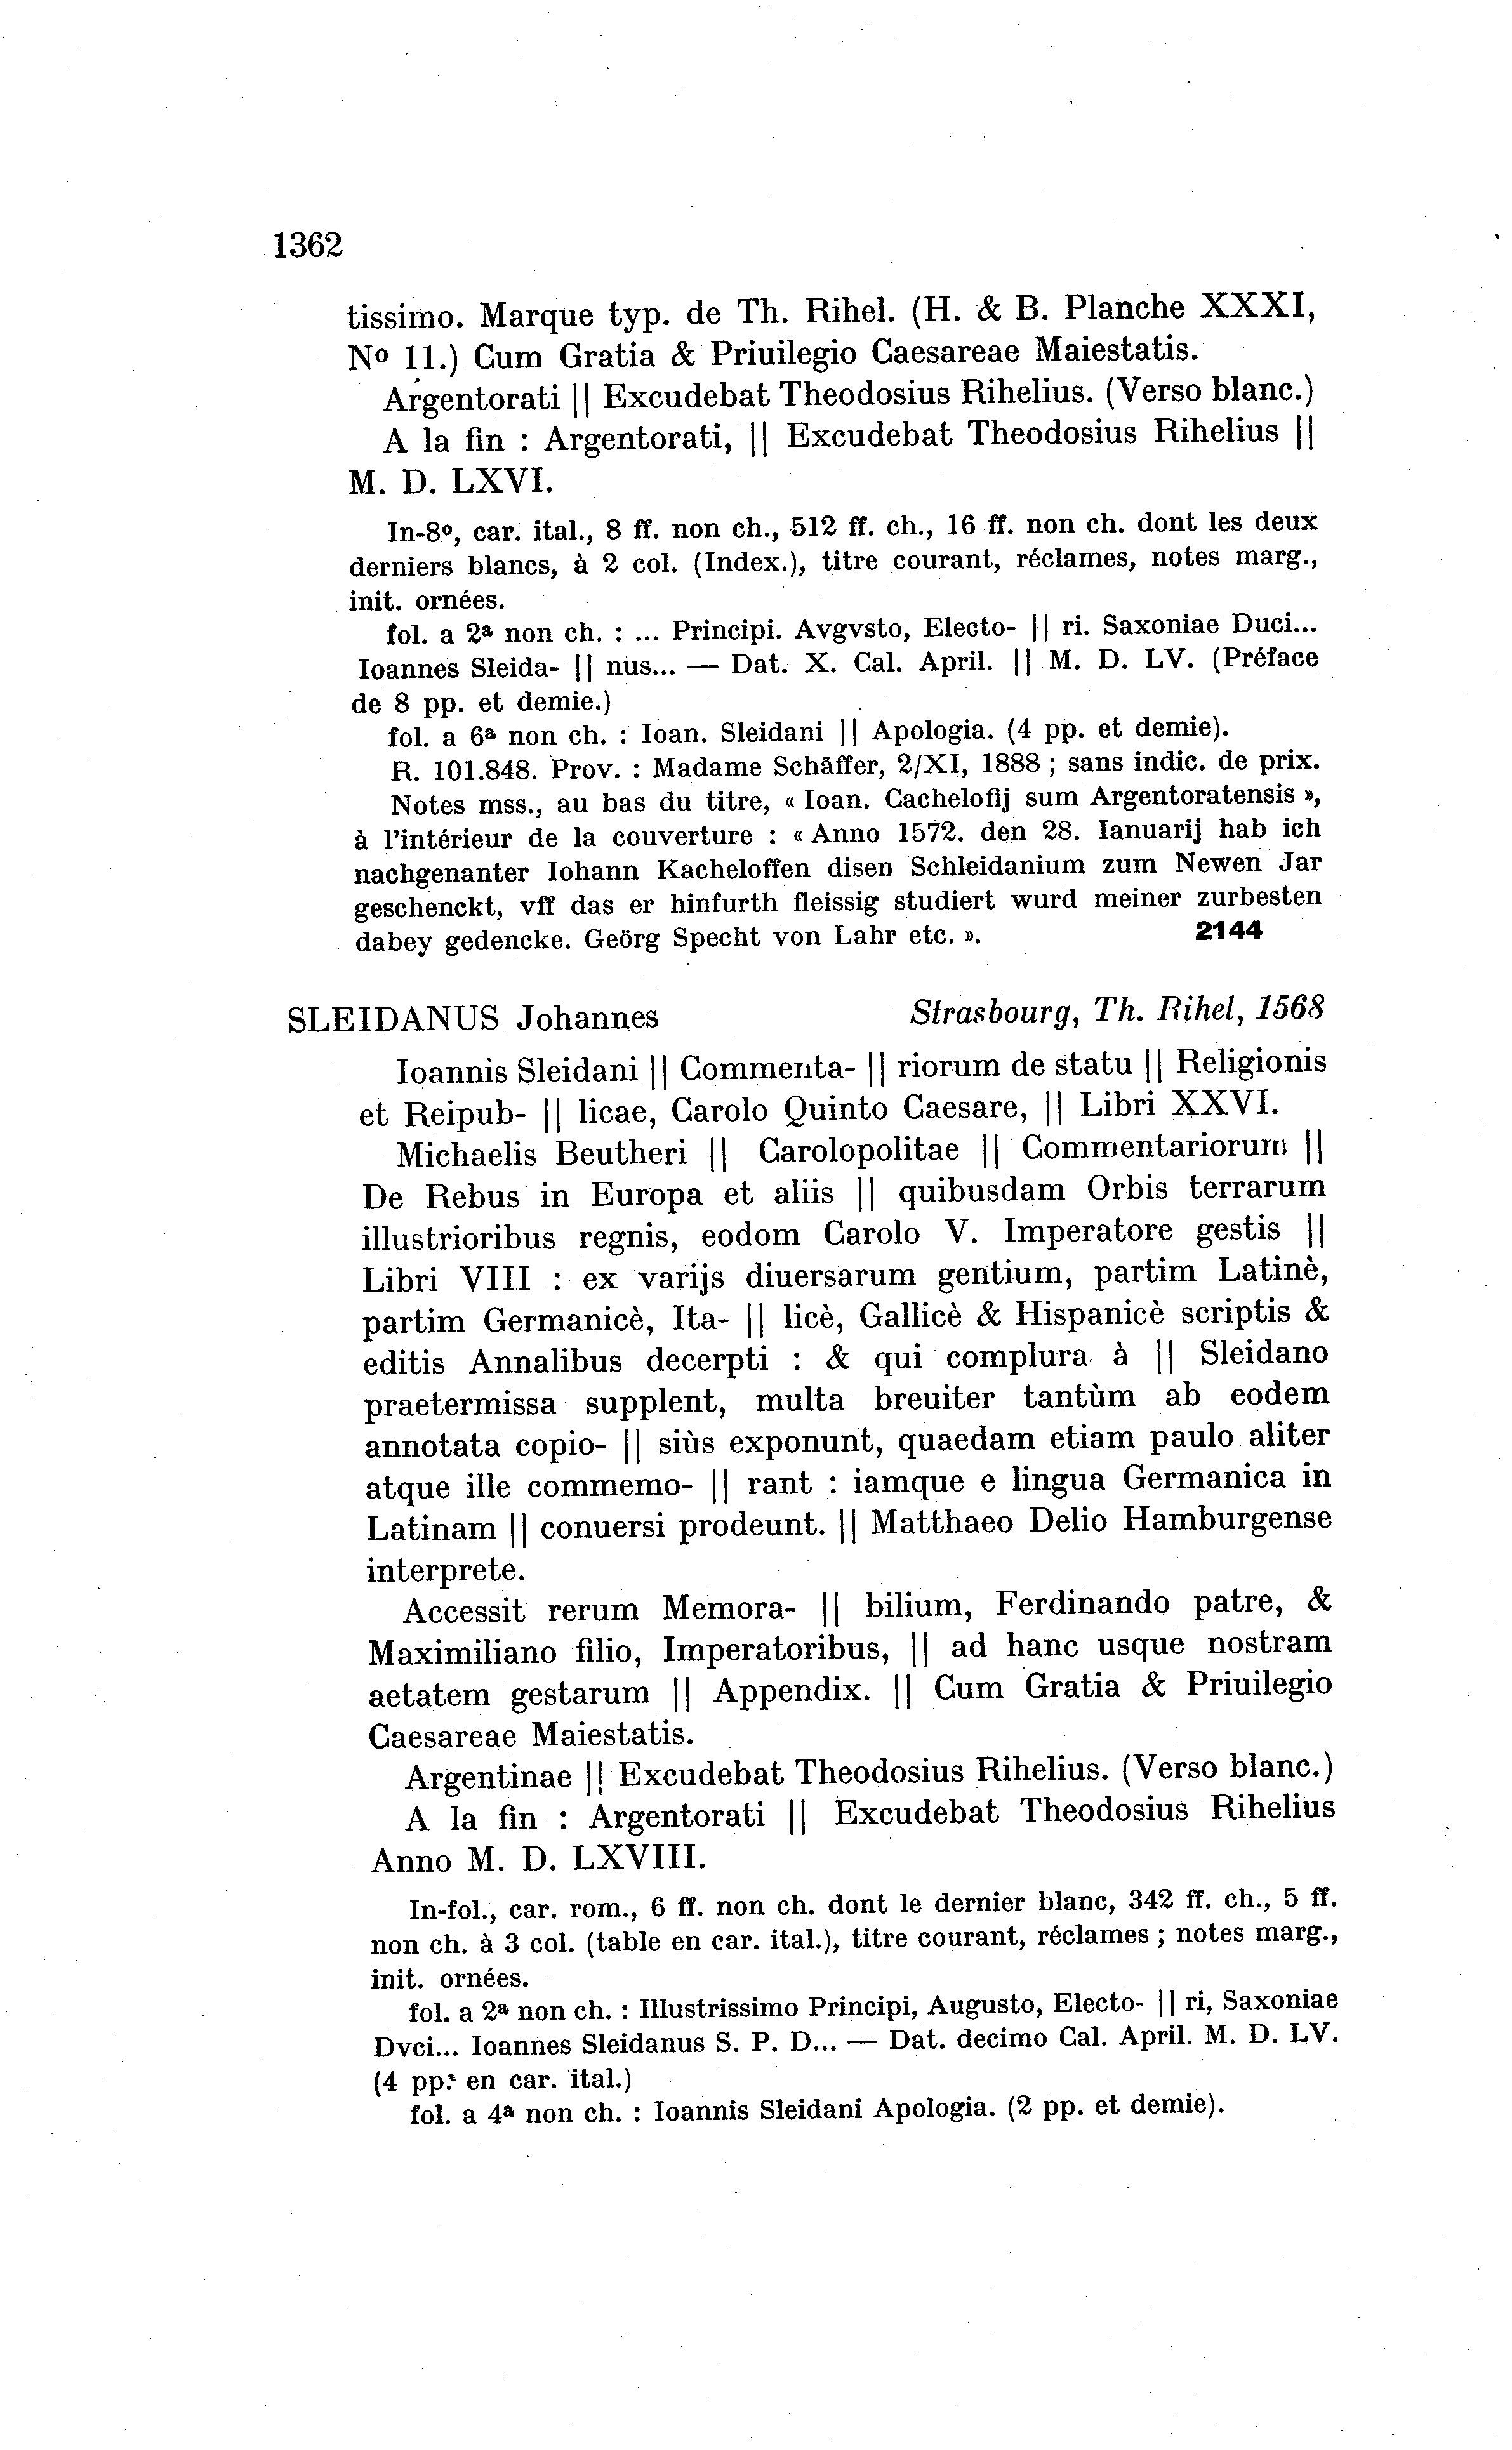 1362
tissimo. Marque typ. de Th. Rihel. (H. & B. Planche XXXI,
Nº 11.) Cum Gratia & Priuilegio Caesareae Maiestatis.
Argentorati || Excudebat Theodosius Rihelius. (Verso blanc.)
A la fin : Argentorati, || Excudebat Theodosius Rihelius ||
M. D. LXVI.
In-8º, car. ital., 8 ff. non ch., 512 ff. ch., 16 ff. non ch. dont les deux
derniers blancs, à 2 col. (Index.), titre courant, réclames, notes marg.,
init. ornées.
fol. a 2ª non ch. : ... Principi. Avgvsto, Electo- || ri. Saxoniae Duci...
Ioannes Sleida- || nus... — Dat. X. Cal. April. || M. D. LV. (Préface
de 8 pp. et demie.)
fol. a 6ª non ch. : Ioan. Sleidani || Apologia. (4 pp. et demie).
R. 101.848. Prov. : Madame Schäffer, 2/XI, 1888 ; sans indic. de prix.
Notes mss., au bas du titre, « Ioan. Cachelofij sum Argentoratensis »,
à l'intérieur de la couverture : « Anno 1572. den 28. Ianuarij hab ich
nachgenanter Iohann Kacheloffen disen Schleidanium zum Newen Jar
geschenckt, vff das er hinfurth fleissig studiert wurd meiner zurbesten
dabey gedencke. Geörg Specht von Lahr etc. ». 2144
SLEIDANUS Johannes Strasbourg, Th. Rihel, 1568
Ioannis Sleidani || Commenta- || riorum de statu || Religionis
et Reipub- || licae, Carolo Quinto Caesare, || Libri XXVI.
Michaelis Beutheri || Carolopolitae || Commentariorum ||
De Rebus in Europa et aliis || quibusdam Orbis terrarum
illustrioribus regnis, eodom Carolo V. Imperatore gestis ||
Libri VIII : ex varijs diuersarum gentium, partim Latinè,
partim Germanicè, Ita- || licè, Gallicè & Hispanicè scriptis &
editis Annalibus decerpti : & qui complura à || Sleidano
praetermissa supplent, multa breuiter tantùm ab eodem
annotata copio- || siùs exponunt, quaedam etiam paulo aliter
atque ille commemo- || rant : iamque e lingua Germanica in
Latinam || conuersi prodeunt. || Matthaeo Delio Hamburgense
interprete.
Accessit rerum Memora- || bilium, Ferdinando patre, &
Maximiliano filio, Imperatoribus, || ad hanc usque nostram
aetatem gestarum || Appendix. || Cum Gratia & Priuilegio
Caesareae Maiestatis.
Argentinae || Excudebat Theodosius Rihelius. (Verso blanc.)
A la fin : Argentorati || Excudebat Theodosius Rihelius
Anno M. D. LXVIII.
In-fol., car. rom., 6 ff. non ch. dont le dernier blanc, 342 ff. ch., 5 ff.
non ch. à 3 col. (table en car. ital.), titre courant, réclames ; notes marg.,
init. ornées.
fol. a 2ª non ch. : Illustrissimo Principi, Augusto, Electo- || ri, Saxoniae
Dvci... Ioannes Sleidanus S. P. D... — Dat. decimo Cal. April. M. D. LV.
(4 pp. en car. ital.)
fol. a 4ª non ch. : Ioannis Sleidani Apologia. (2 pp. et demie).